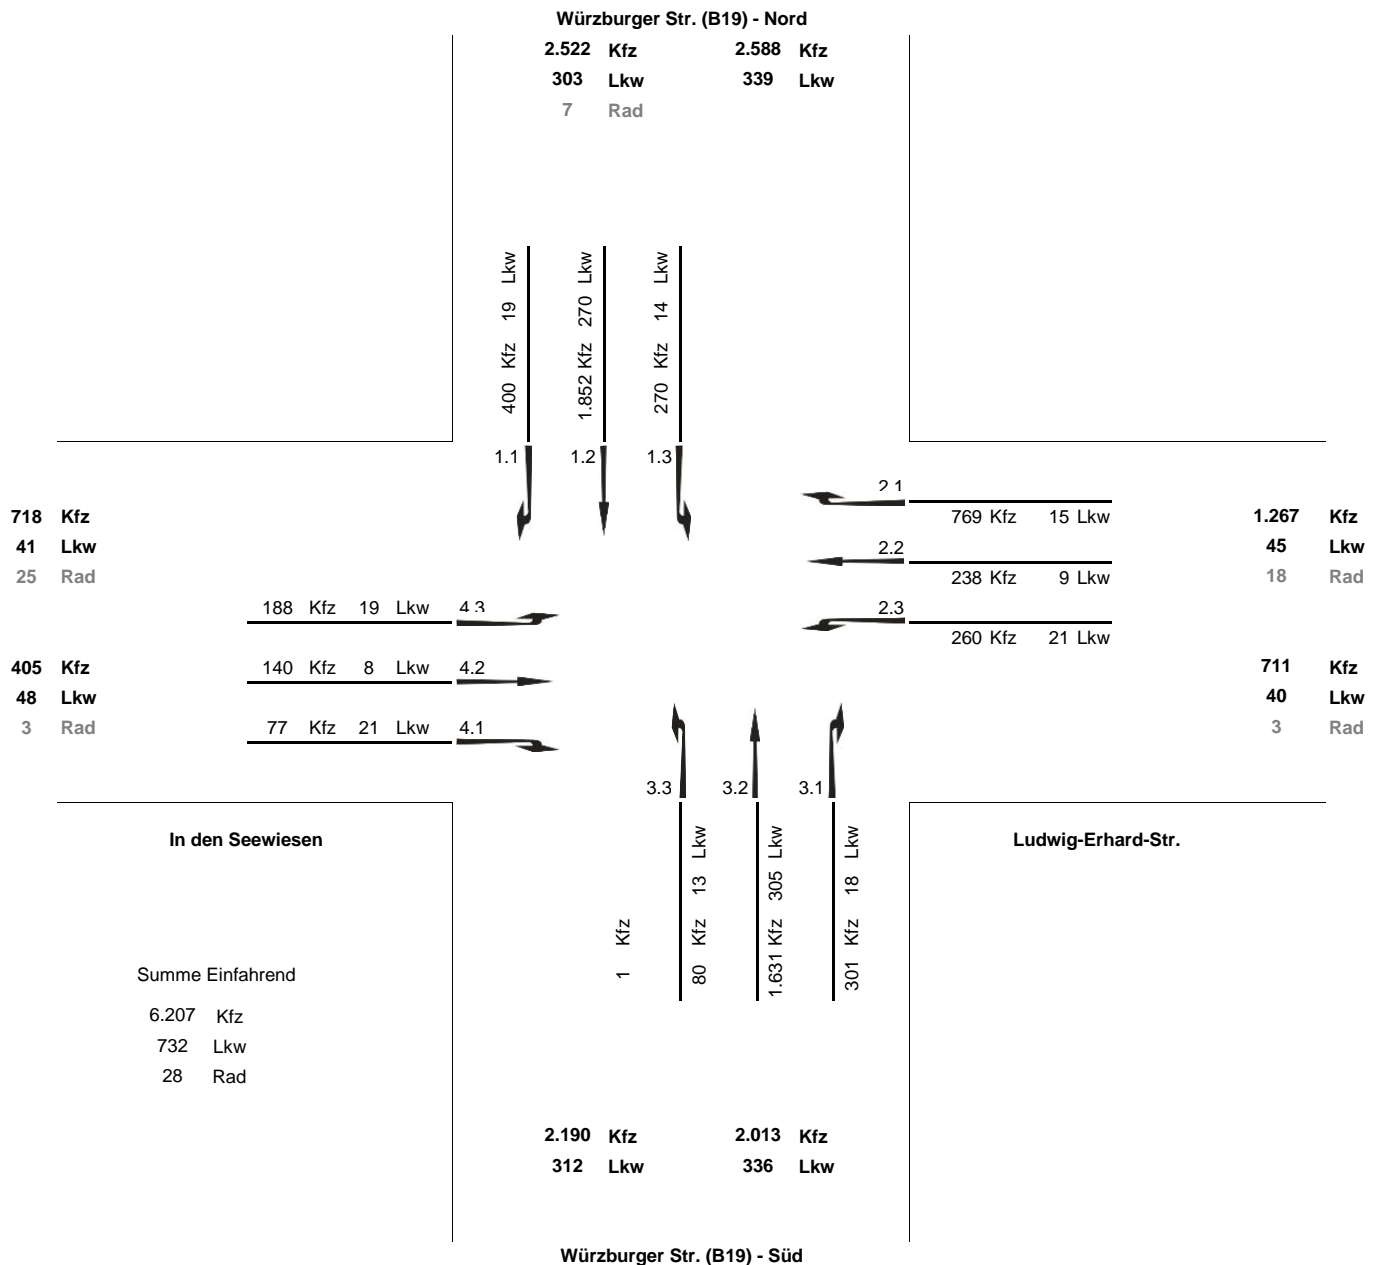 Würzburger Str. (B19) - Nord
2.522 Kfz 2.588 Kfz
303 Lkw 339 Lkw
7 Rad
400 Kfz 19 Lkw
1.852 Kfz 270 Lkw
270 Kfz 14 Lkw
1.1 1.2 1.3
718 Kfz
41 Lkw
25 Rad
2.1
769 Kfz 15 Lkw
2.2
238 Kfz 9 Lkw
2.3
260 Kfz 21 Lkw
1.267 Kfz
45 Lkw
18 Rad
188 Kfz 19 Lkw 4.3
405 Kfz
48 Lkw
3 Rad
140 Kfz 8 Lkw 4.2
77 Kfz 21 Lkw 4.1
711 Kfz
40 Lkw
3 Rad
3.3 3.2 3.1
In den Seewiesen
Ludwig-Erhard-Str.
1 Kfz
80 Kfz 13 Lkw
1.631 Kfz 305 Lkw
301 Kfz 18 Lkw
Summe Einfahrend
6.207 Kfz
732 Lkw
28 Rad
2.190 Kfz 2.013 Kfz
312 Lkw 336 Lkw
Würzburger Str. (B19) - Süd